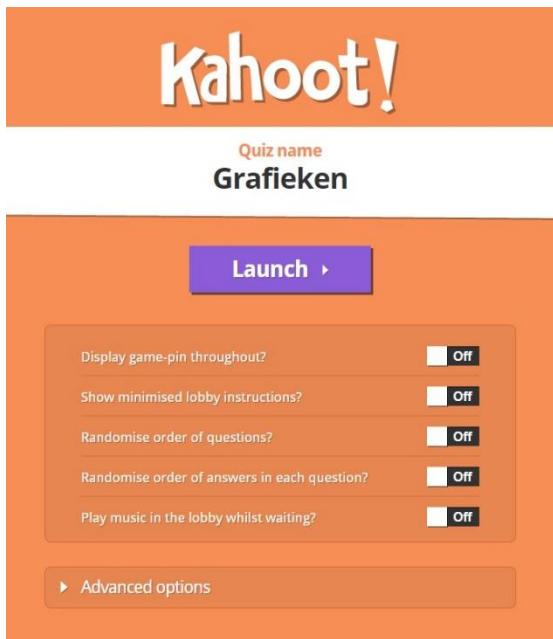 Kahoot!
Quiz name
Grafieken
Launch
Display game-pin throughout? Off
Show minimised lobby instructions? Off
Randomise order of questions? Off
Randomise order of answers in each question? Off
Play music in the lobby whilst waiting? Off
Advanced options